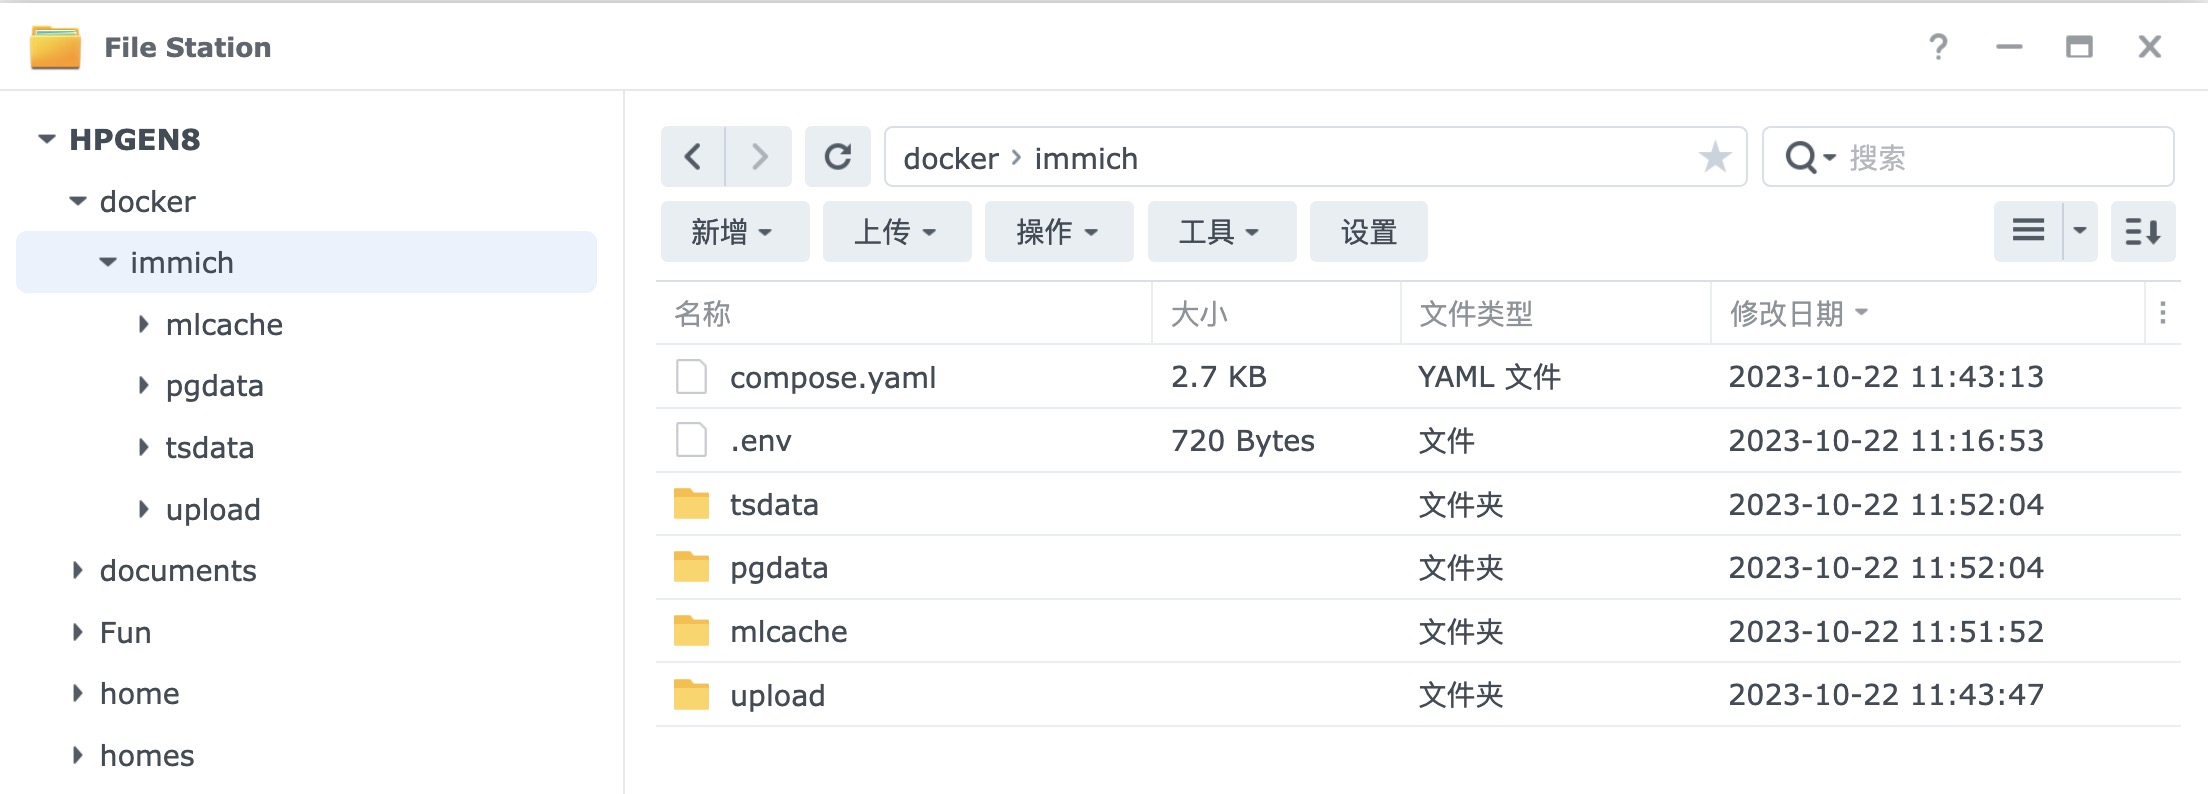 File Station
HPGEN8
docker
immich
mlcache
pgdata
tsdata
upload
documents
Fun
home
homes
docker › immich
搜索
新增 上传 操作 工具 设置
名称 大小 文件类型 修改日期
compose.yaml 2.7 KB YAML 文件 2023-10-22 11:43:13
.env 720 Bytes 文件 2023-10-22 11:16:53
tsdata 文件夹 2023-10-22 11:52:04
pgdata 文件夹 2023-10-22 11:52:04
mlcache 文件夹 2023-10-22 11:51:52
upload 文件夹 2023-10-22 11:43:47